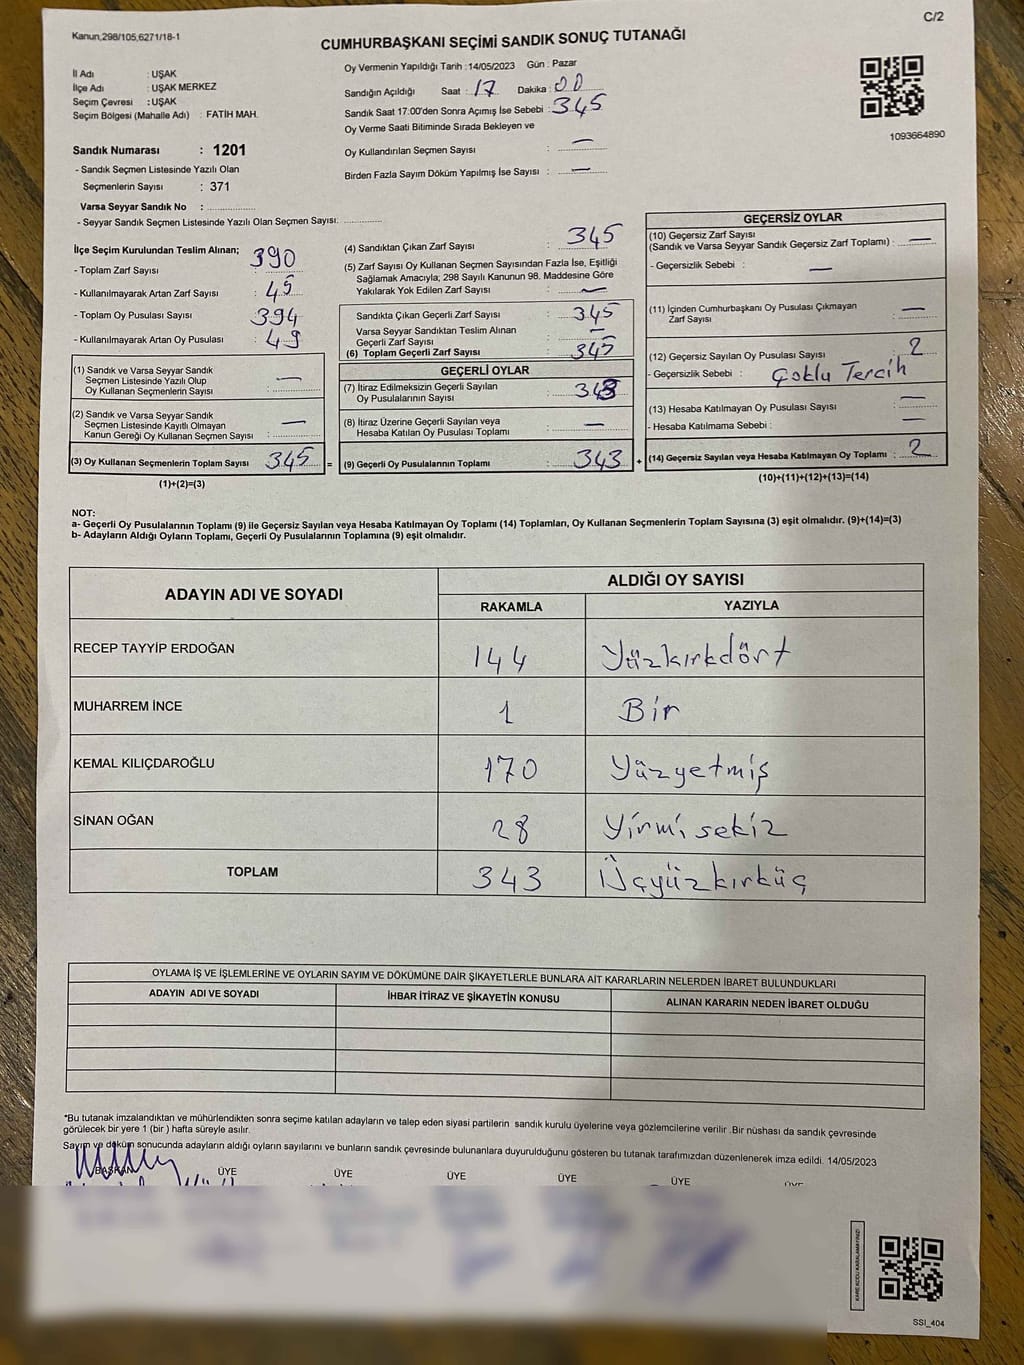 C/2
Kanun,298/105,6271/18-1
CUMHURBAŞKANI SEÇİMİ SANDIK SONUÇ TUTANAĞI
İl Adı : UŞAK
İlçe Adı : UŞAK MERKEZ
Seçim Çevresi : UŞAK
Seçim Bölgesi (Mahalle Adı) : FATİH MAH.
Sandık Numarası : 1201
- Sandık Seçmen Listesinde Yazılı Olan
Seçmenlerin Sayısı : 371
Varsa Seyyar Sandık No :
- Seyyar Sandık Seçmen Listesinde Yazılı Olan Seçmen Sayısı:
Oy Vermenin Yapıldığı Tarih :14/05/2023 Gün : Pazar
Sandığın Açıldığı Saat : 17 Dakika : 00
Sandık Saat 17:00'den Sonra Açımış İse Sebebi : 345
Oy Verme Saati Bitiminde Sırada Bekleyen ve
Oy Kullandırılan Seçmen Sayısı : —
Birden Fazla Sayım Döküm Yapılmış İse Sayısı : —
1093664890
İlçe Seçim Kurulundan Teslim Alınan;
- Toplam Zarf Sayısı : 390
- Kullanılmayarak Artan Zarf Sayısı : 45
- Toplam Oy Pusulası Sayısı : 394
- Kullanılmayarak Artan Oy Pusulası : 49
(1) Sandık ve Varsa Seyyar Sandık
Seçmen Listesinde Yazılı Olup
Oy Kullanan Seçmenlerin Sayısı : —
(2) Sandık ve Varsa Seyyar Sandık
Seçmen Listesinde Kayıtlı Olmayan
Kanun Gereği Oy Kullanan Seçmen Sayısı : —
(3) Oy Kullanan Seçmenlerin Toplam Sayısı : 345 =
(1)+(2)=(3)
(4) Sandıktan Çıkan Zarf Sayısı : 345
(5) Zarf Sayısı Oy Kullanan Seçmen Sayısından Fazla İse, Eşitliği
Sağlamak Amacıyla; 298 Sayılı Kanunun 98. Maddesine Göre
Yakılarak Yok Edilen Zarf Sayısı : —
Sandıkta Çıkan Geçerli Zarf Sayısı : 345
Varsa Seyyar Sandıktan Teslim Alınan
Geçerli Zarf Sayısı : —
(6) Toplam Geçerli Zarf Sayısı : 345
GEÇERLİ OYLAR
(7) İtiraz Edilmeksizin Geçerli Sayılan
Oy Pusulalarının Sayısı : 343
(8) İtiraz Üzerine Geçerli Sayılan veya
Hesaba Katılan Oy Pusulası Toplamı : —
(9) Geçerli Oy Pusulalarının Toplamı : 343 +
GEÇERSİZ OYLAR
(10) Geçersiz Zarf Sayısı
(Sandık ve Varsa Seyyar Sandık Geçersiz Zarf Toplamı) : —
- Geçersizlik Sebebi : —
(11) İçinden Cumhurbaşkanı Oy Pusulası Çıkmayan
Zarf Sayısı : —
(12) Geçersiz Sayılan Oy Pusulası Sayısı : 2
- Geçersizlik Sebebi : Çoklu Tercih
(13) Hesaba Katılmayan Oy Pusulası Sayısı : —
- Hesaba Katılmama Sebebi : —
(14) Geçersiz Sayılan veya Hesaba Katılmayan Oy Toplamı : 2
(10)+(11)+(12)+(13)=(14)
NOT:
a- Geçerli Oy Pusulalarının Toplamı (9) ile Geçersiz Sayılan veya Hesaba Katılmayan Oy Toplamı (14) Toplamları, Oy Kullanan Seçmenlerin Toplam Sayısına (3) eşit olmalıdır. (9)+(14)=(3)
b- Adayların Aldığı Oyların Toplamı, Geçerli Oy Pusulalarının Toplamına (9) eşit olmalıdır.
ADAYIN ADI VE SOYADI
ALDIĞI OY SAYISI
RAKAMLA YAZIYLA
RECEP TAYYİP ERDOĞAN 144 Yüzkırkdört
MUHARREM İNCE 1 Bir
KEMAL KILIÇDAROĞLU 170 Yüzyetmiş
SİNAN OĞAN 28 Yirmi sekiz
TOPLAM 343 Üçyüzkırküç
OYLAMA İŞ VE İŞLEMLERİNE VE OYLARIN SAYIM VE DÖKÜMÜNE DAİR ŞİKAYETLERLE BUNLARA AİT KARARLARIN NELERDEN İBARET BULUNDUKLARI
ADAYIN ADI VE SOYADI İHBAR İTİRAZ VE ŞİKAYETİN KONUSU ALINAN KARARIN NEDEN İBARET OLDUĞU
*Bu tutanak imzalandıktan ve mühürlendikten sonra seçime katılan adayların ve talep eden siyasi partilerin sandık kurulu üyelerine veya gözlemcilerine verilir .Bir nüshası da sandık çevresinde
görülecek bir yere 1 (bir ) hafta süreyle asılır.
Sayım ve döküm sonucunda adayların aldığı oyların sayılarını ve bunların sandık çevresinde bulunanlara duyurulduğunu gösteren bu tutanak tarafımızdan düzenlenerek imza edildi. 14/05/2023
BAŞKAN ÜYE ÜYE ÜYE ÜYE ÜYE ÜYE
KARE KODU KARALAMAYINIZ!
SSİ_404